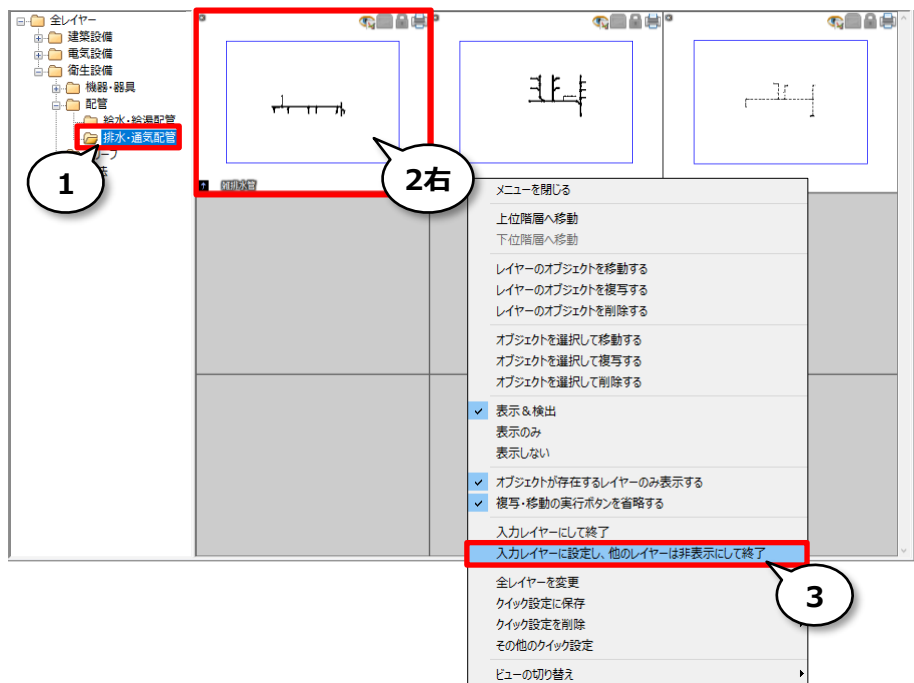 全レイヤー
建築設備
電気設備
衛生設備
機器・器具
配管
給水・給湯配管
排水・通気配管
1
雑排水管
2右
メニューを閉じる
上位階層へ移動
下位階層へ移動
レイヤーのオブジェクトを移動する
レイヤーのオブジェクトを複写する
レイヤーのオブジェクトを削除する
オブジェクトを選択して移動する
オブジェクトを選択して複写する
オブジェクトを選択して削除する
表示&検出
表示のみ
表示しない
オブジェクトが存在するレイヤーのみ表示する
複写・移動の実行ボタンを省略する
入力レイヤーにして終了
入力レイヤーに設定し、他のレイヤーは非表示にして終了
3
全レイヤーを変更
クイック設定に保存
クイック設定を削除
その他のクイック設定
ビューの切り替え